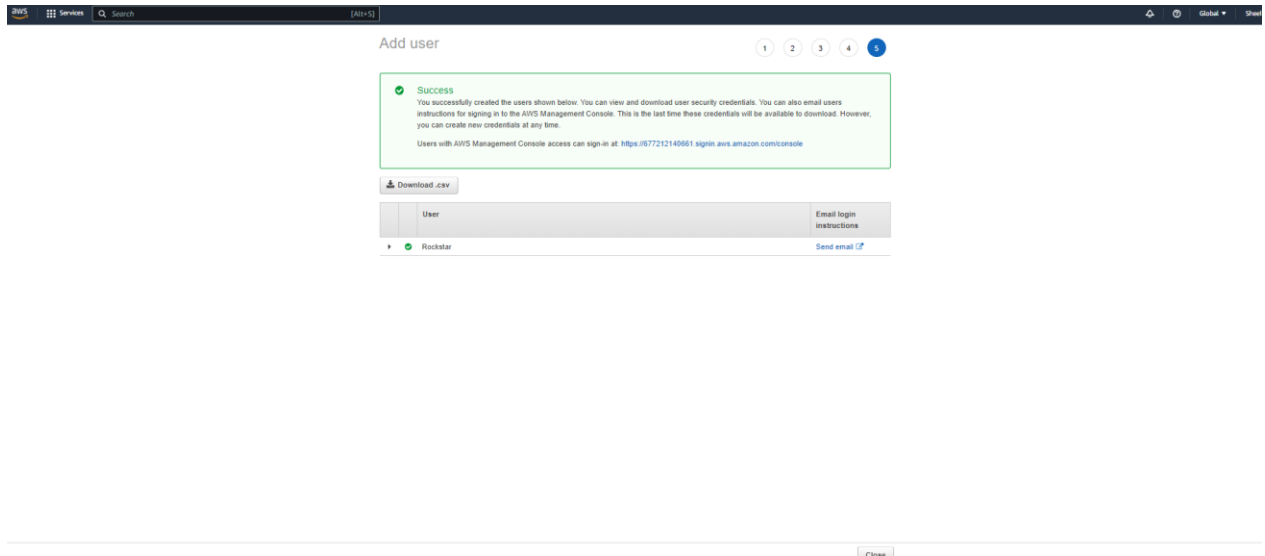 aws Services Search [Alt+S] Global Sheel
Add user 1 2 3 4 5
Success
You successfully created the users shown below. You can view and download user security credentials. You can also email users
instructions for signing in to the AWS Management Console. This is the last time these credentials will be available to download. However,
you can create new credentials at any time.
Users with AWS Management Console access can sign-in at: https://677212140661.signin.aws.amazon.com/console
Download .csv
User Email login
instructions
Rockstar Send email
Close